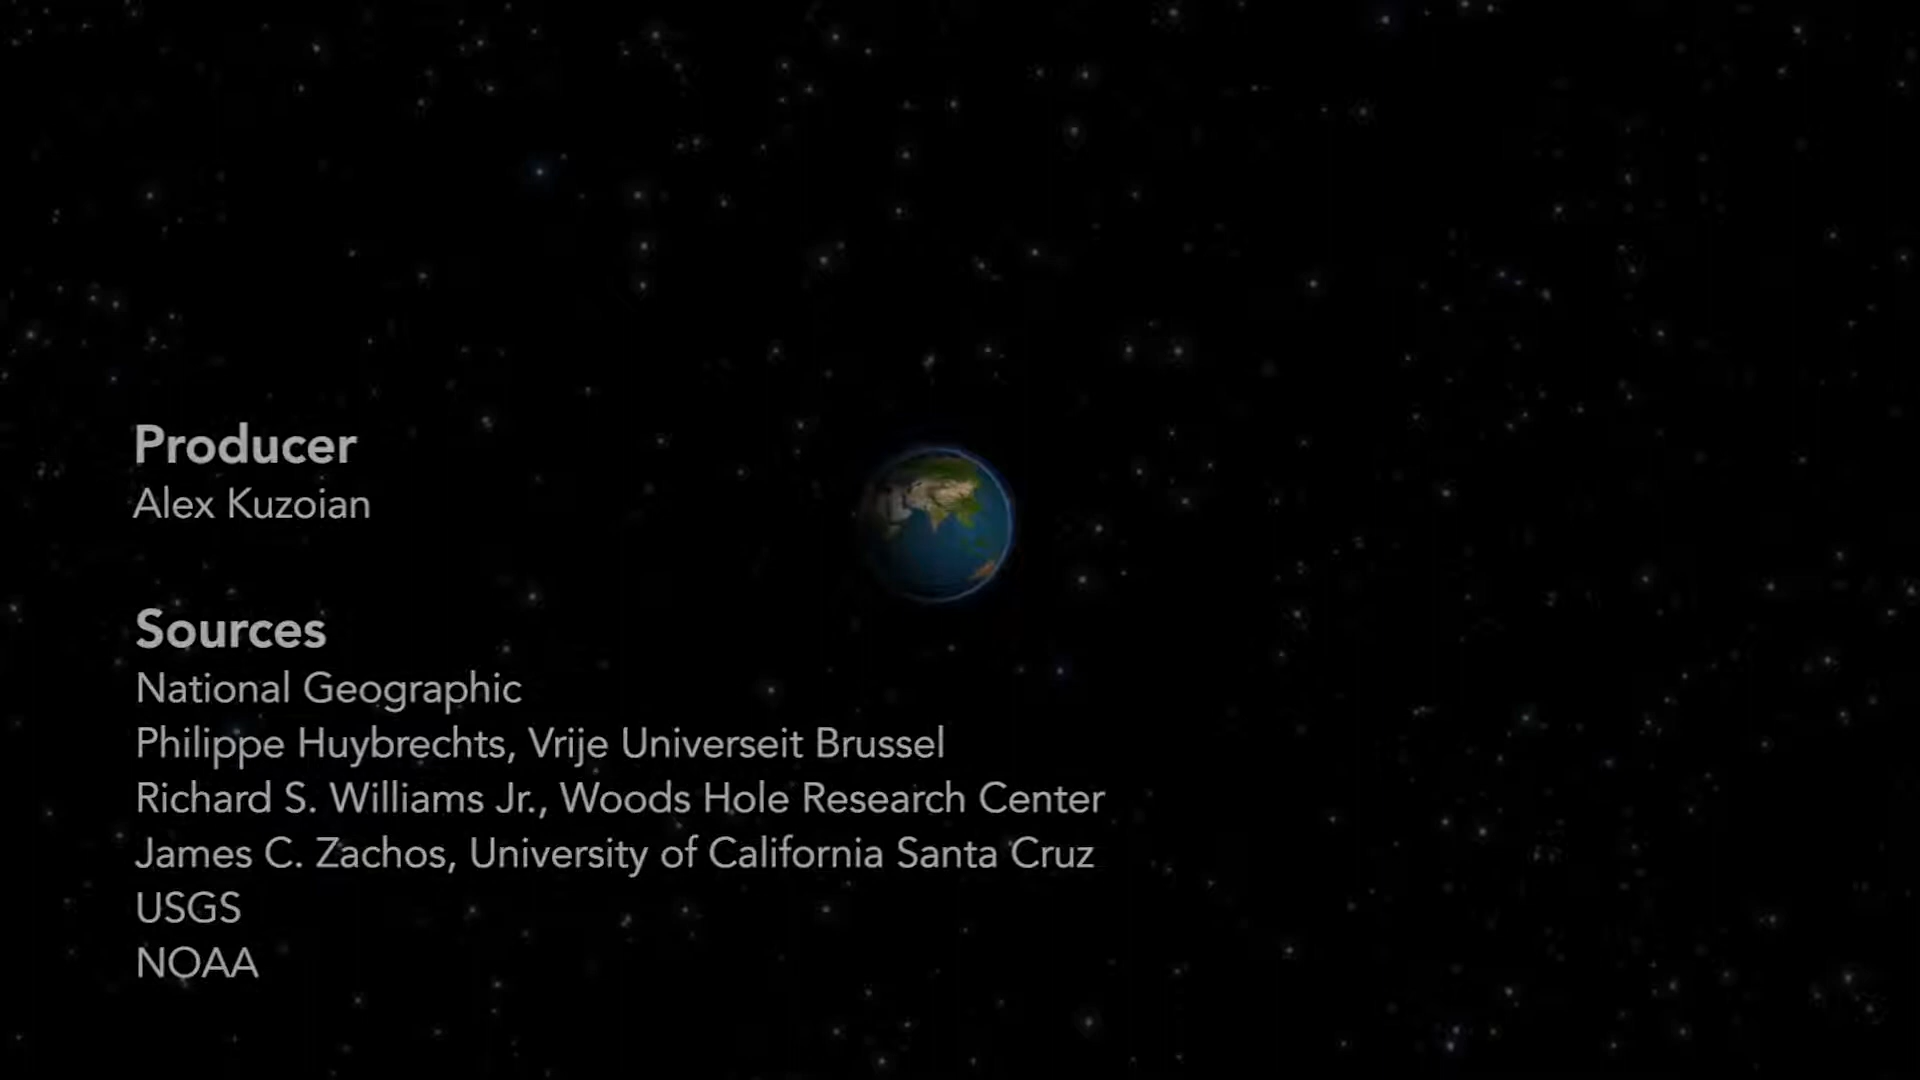 Producer
Alex Kuzoian
Sources
National Geographic
Philippe Huybrechts, Vrije Universeit Brussel
Richard S. Williams Jr., Woods Hole Research Center
James C. Zachos, University of California Santa Cruz
USGS
NOAA